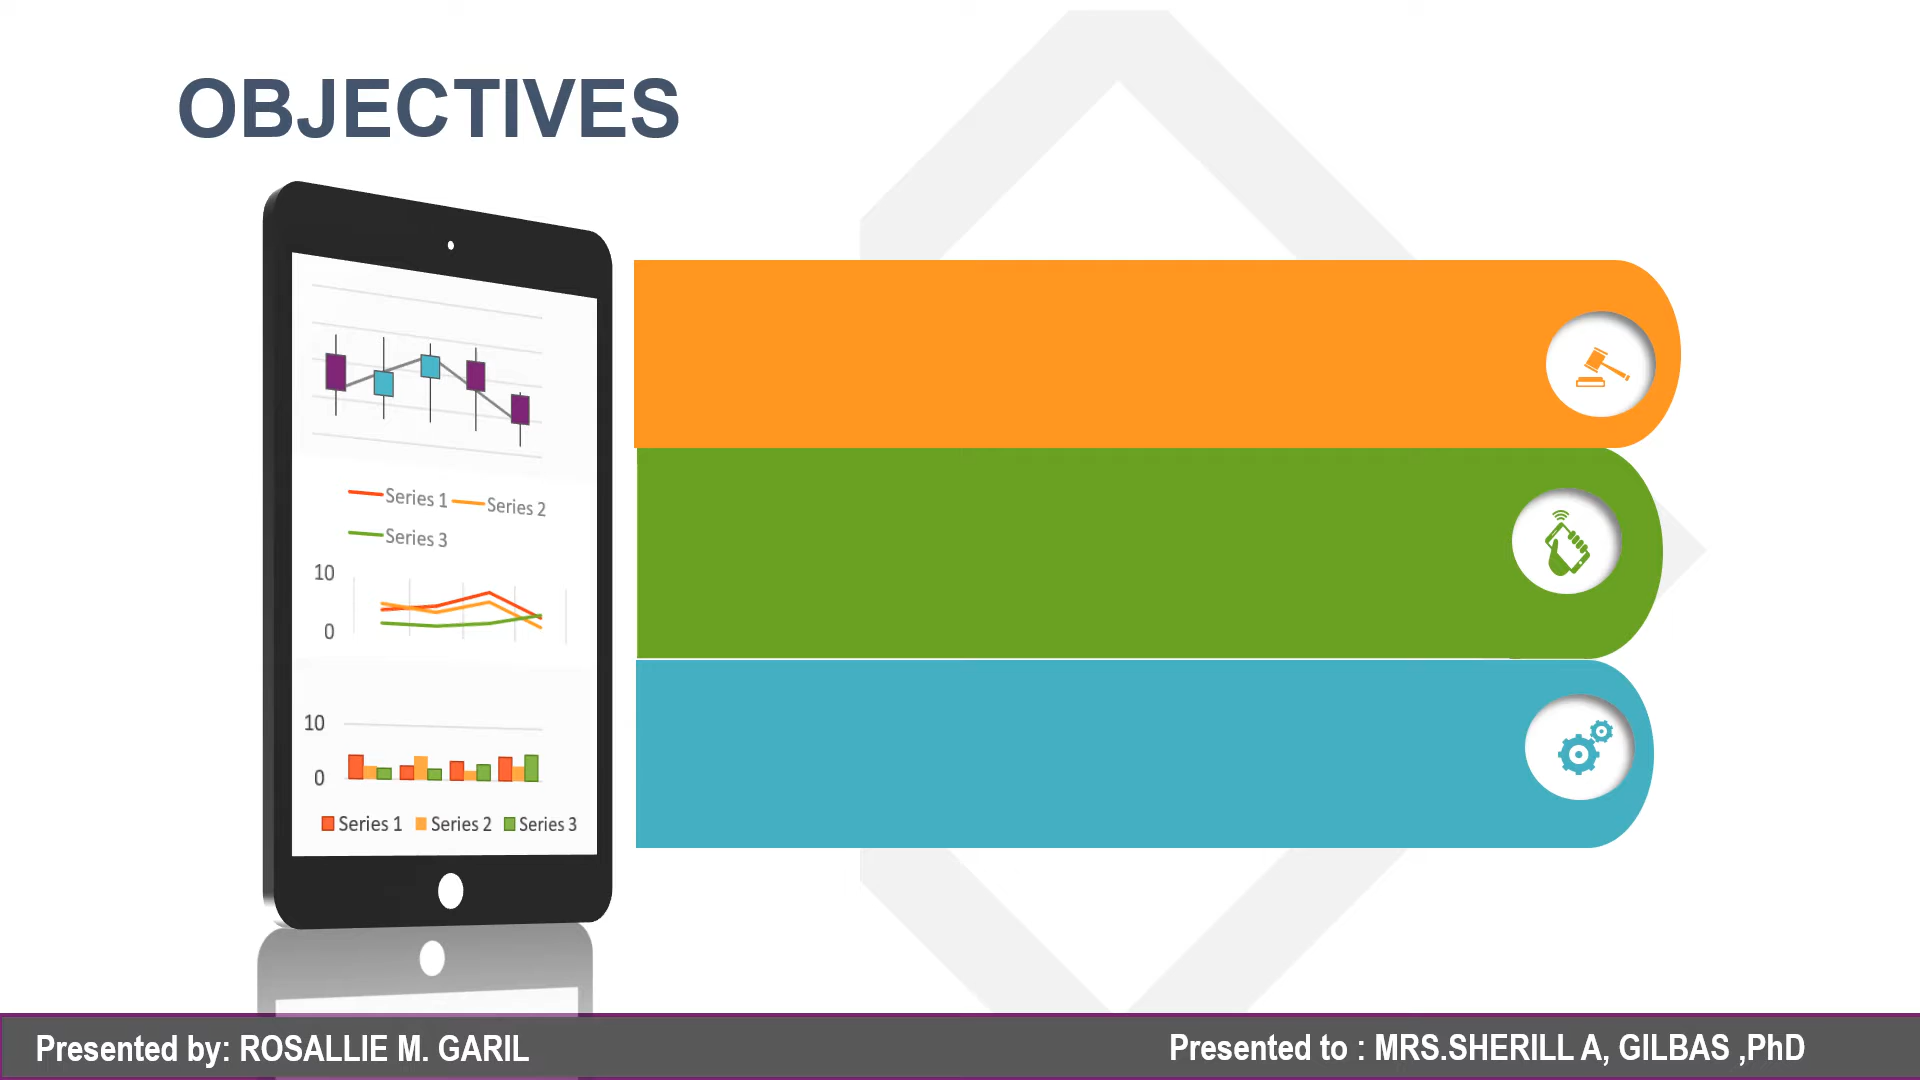 OBJECTIVES
Series 1 Series 2
Series 3
10
0
10
0
Series 1 Series 2 Series 3
Presented by: ROSALLIE M. GARIL
Presented to : MRS.SHERILL A, GILBAS ,PhD